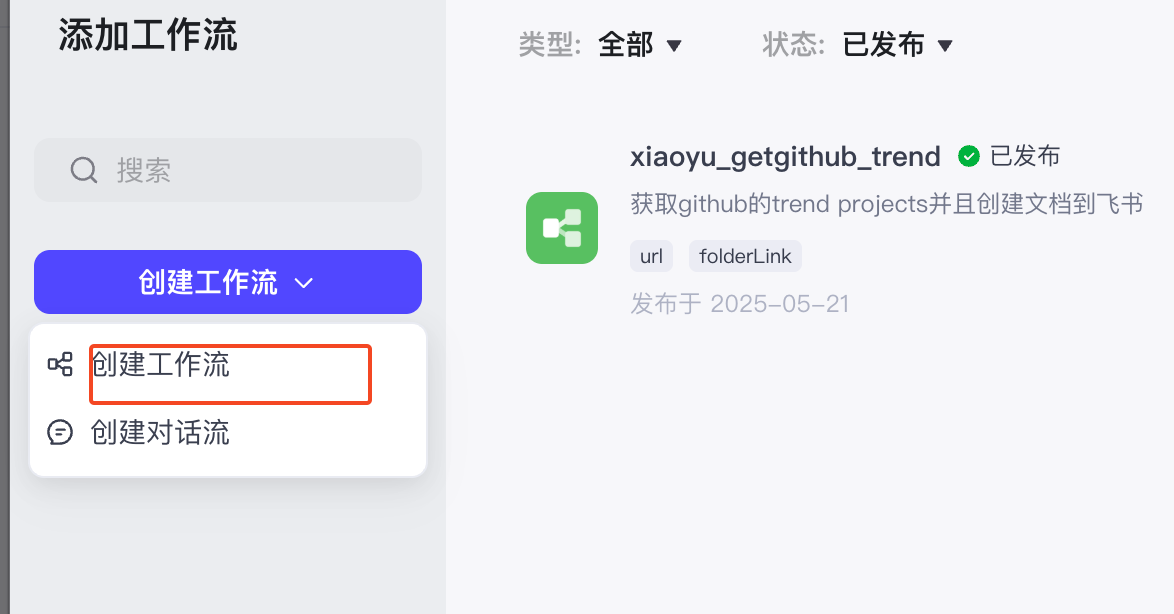 添加工作流
搜索
创建工作流
创建工作流
创建对话流
类型: 全部
状态: 已发布
xiaoyu_getgithub_trend 已发布
获取github的trend projects并且创建文档到飞书
url folderLink
发布于 2025-05-21